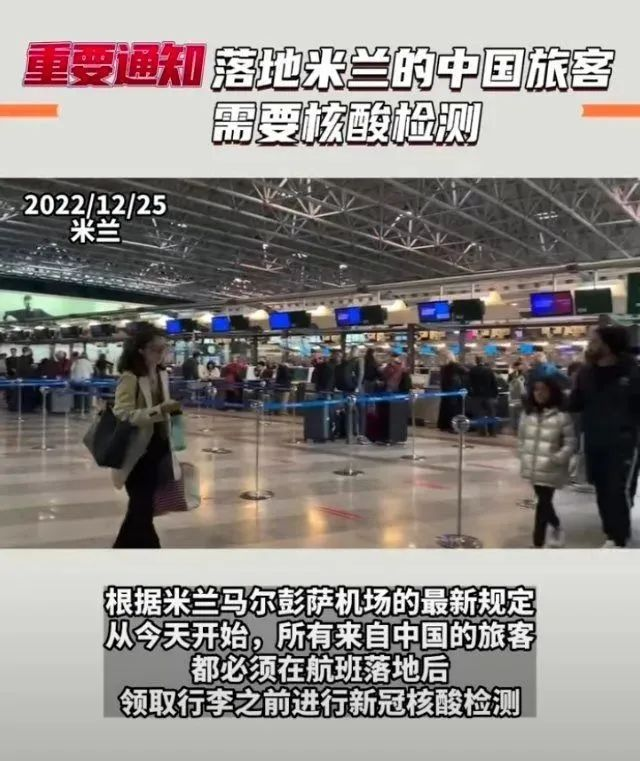 重要通知 落地米兰的中国旅客
需要核酸检测
2022/12/25
米兰
根据米兰马尔彭萨机场的最新规定
从今天开始，所有来自中国的旅客
都必须在航班落地后
领取行李之前进行新冠核酸检测